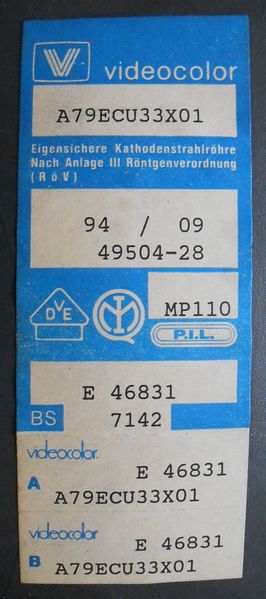 videocolor
A79ECU33X01
Eigensichere Kathodenstrahlröhre
Nach Anlage III Röntgenverordnung
(RöV)
94 / 09
49504-28
DVE
MP110
P.I.L.
E 46831
BS 7142
videocolor
E 46831
A A79ECU33X01
videocolor
E 46831
B A79ECU33X01